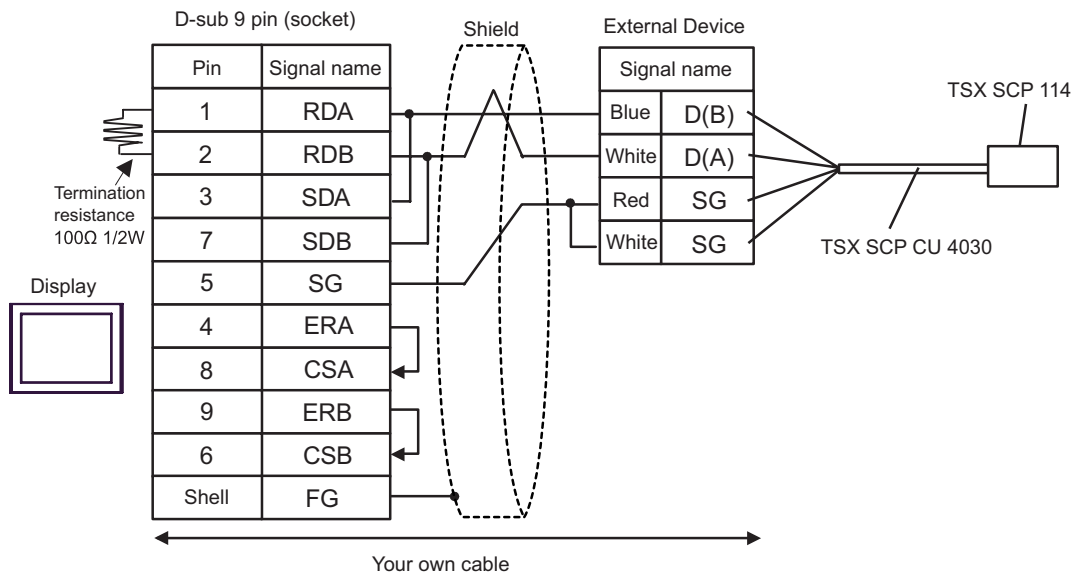 D-sub 9 pin (socket)
Shield
External Device
Pin Signal name
1 RDA
2 RDB
3 SDA
7 SDB
5 SG
4 ERA
8 CSA
9 ERB
6 CSB
Shell FG
Termination
resistance
100Ω 1/2W
Display
Signal name
Blue D(B)
White D(A)
Red SG
White SG
TSX SCP 114
TSX SCP CU 4030
Your own cable